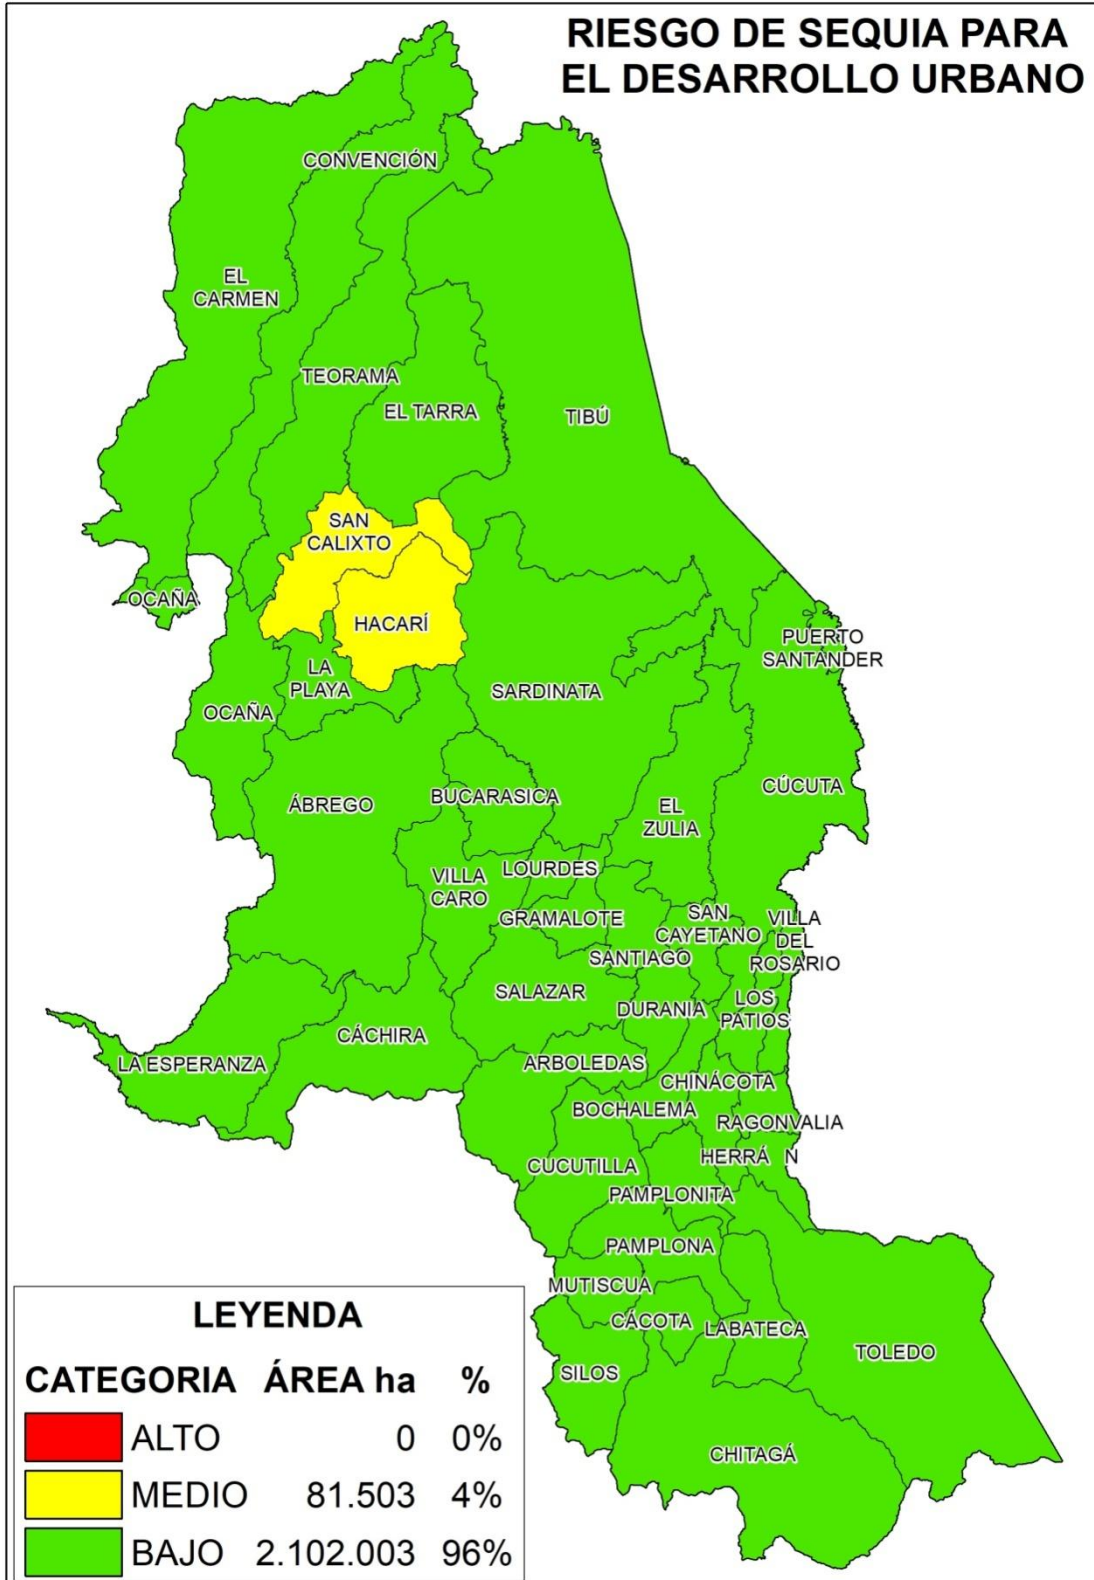 RIESGO DE SEQUIA PARA
EL DESARROLLO URBANO
CONVENCIÓN
EL
CARMEN
TEORAMA
EL TARRA
TIBÚ
SAN
CALIXTO
OCAÑA
HACARÍ
PUERTO
SANTANDER
LA
PLAYA
SARDINATA
OCAÑA
CÚCUTA
BUCARASICA
ÁBREGO
EL
ZULIA
LOURDES
VILLA
CARO
GRAMALOTE
SAN
CAYETANO
VILLA
DEL
ROSARIO
SANTIAGO
SALAZAR
DURANIA
LOS
PATIOS
CÁCHIRA
LA ESPERANZA
ARBOLEDAS
CHINÁCOTA
BOCHALEMA
RAGONVALIA
HERRÁ N
CUCUTILLA
PAMPLONITA
PAMPLONA
MUTISCUA
CÁCOTA
LABATECA
TOLEDO
SILOS
CHITAGÁ
LEYENDA
CATEGORIA ÁREA ha %
ALTO 0 0%
MEDIO 81.503 4%
BAJO 2.102.003 96%